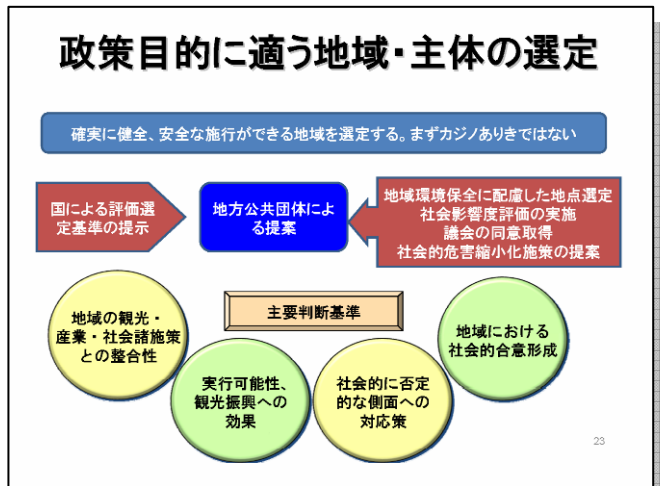 政策目的に適う地域・主体の選定
確実に健全、安全な施行ができる地域を選定する。まずカジノありきではない
国による評価選
定基準の提示
地方公共団体によ
る提案
地域環境保全に配慮した地点選定
社会影響度評価の実施
議会の同意取得
社会的危害縮小化施策の提案
主要判断基準
地域の観光・
産業・社会諸施策
との整合性
実行可能性、
観光振興への
効果
社会的に否定
的な側面への
対応策
地域における
社会的合意形成
23